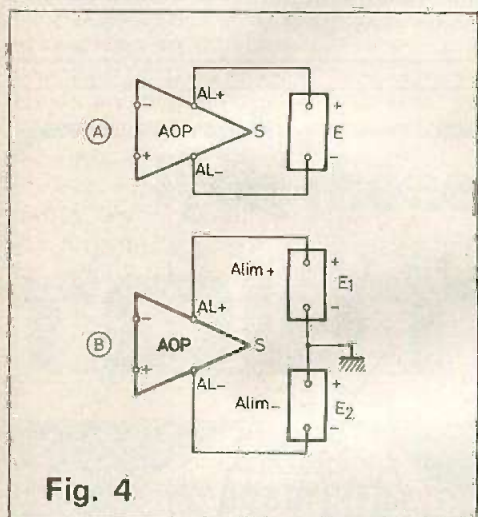 AL+
+
-
A
AOP
S
E
+
AL-
-
Alim+
+
E1
AL+
-
-
B
AOP
S
+
+
AL-
E2
Alim-
-
Fig. 4